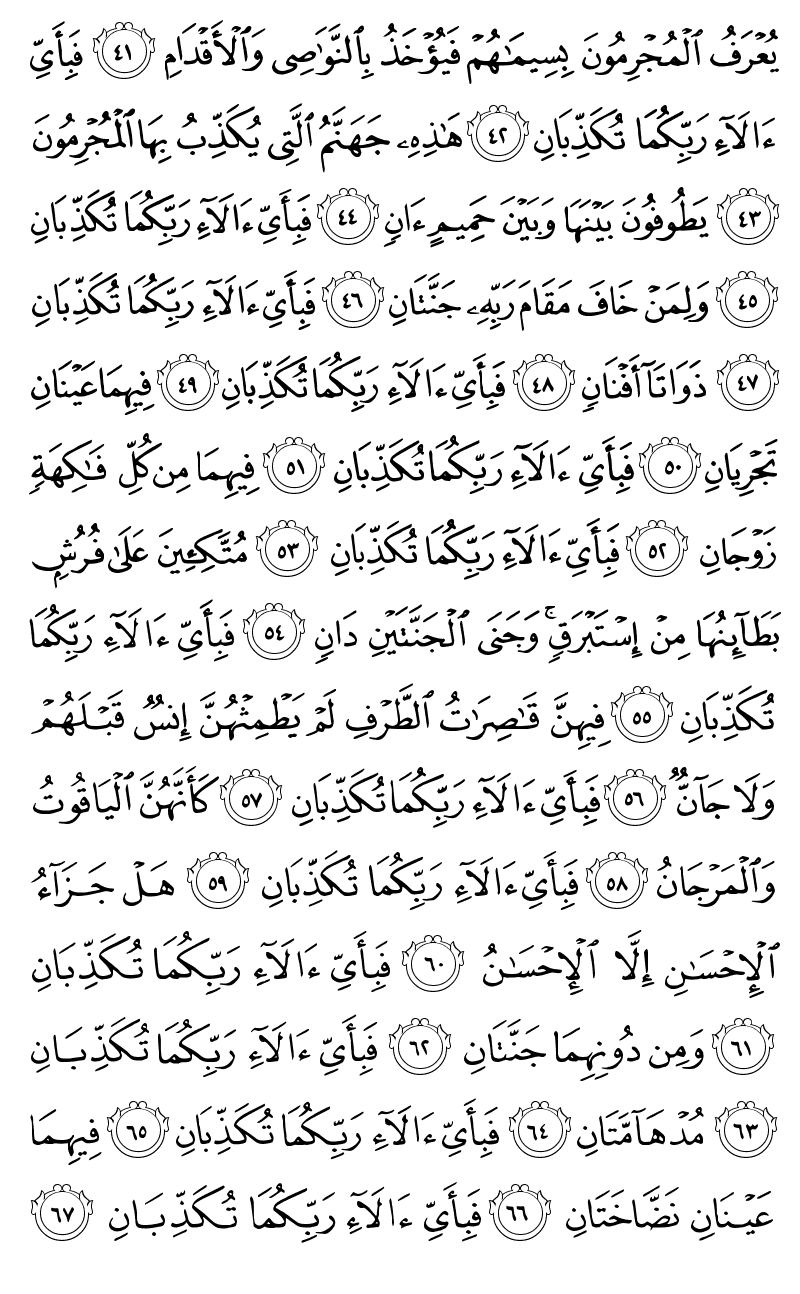 يُعۡرَفُ ٱلۡمُجۡرِمُونَ بِسِيمَٰهُمۡ فَيُؤۡخَذُ بِٱلنَّوَٰصِي وَٱلۡأَقۡدَامِ ٤١ فَبِأَيِّ
ءَالَآءِ رَبِّكُمَا تُكَذِّبَانِ ٤٢ هَٰذِهِۦ جَهَنَّمُ ٱلَّتِي يُكَذِّبُ بِهَا ٱلۡمُجۡرِمُونَ
٤٣ يَطُوفُونَ بَيۡنَهَا وَبَيۡنَ حَمِيمٍ ءَانٖ ٤٤ فَبِأَيِّ ءَالَآءِ رَبِّكُمَا تُكَذِّبَانِ
٤٥ وَلِمَنۡ خَافَ مَقَامَ رَبِّهِۦ جَنَّتَانِ ٤٦ فَبِأَيِّ ءَالَآءِ رَبِّكُمَا تُكَذِّبَانِ
٤٧ ذَوَاتَآ أَفۡنَانٖ ٤٨ فَبِأَيِّ ءَالَآءِ رَبِّكُمَا تُكَذِّبَانِ ٤٩ فِيهِمَا عَيۡنَانِ
تَجۡرِيَانِ ٥٠ فَبِأَيِّ ءَالَآءِ رَبِّكُمَا تُكَذِّبَانِ ٥١ فِيهِمَا مِن كُلِّ فَٰكِهَةٖ
زَوۡجَانِ ٥٢ فَبِأَيِّ ءَالَآءِ رَبِّكُمَا تُكَذِّبَانِ ٥٣ مُتَّكِـِٔينَ عَلَىٰ فُرُشِۭ
بَطَآئِنُهَا مِنۡ إِسۡتَبۡرَقٖۚ وَجَنَى ٱلۡجَنَّتَيۡنِ دَانٖ ٥٤ فَبِأَيِّ ءَالَآءِ رَبِّكُمَا
تُكَذِّبَانِ ٥٥ فِيهِنَّ قَٰصِرَٰتُ ٱلطَّرۡفِ لَمۡ يَطۡمِثۡهُنَّ إِنسٞ قَبۡلَهُمۡ
وَلَا جَآنّٞ ٥٦ فَبِأَيِّ ءَالَآءِ رَبِّكُمَا تُكَذِّبَانِ ٥٧ كَأَنَّهُنَّ ٱلۡيَاقُوتُ
وَٱلۡمَرۡجَانُ ٥٨ فَبِأَيِّ ءَالَآءِ رَبِّكُمَا تُكَذِّبَانِ ٥٩ هَلۡ جَزَآءُ
ٱلۡإِحۡسَٰنِ إِلَّا ٱلۡإِحۡسَٰنُ ٦٠ فَبِأَيِّ ءَالَآءِ رَبِّكُمَا تُكَذِّبَانِ
٦١ وَمِن دُونِهِمَا جَنَّتَانِ ٦٢ فَبِأَيِّ ءَالَآءِ رَبِّكُمَا تُكَذِّبَانِ
٦٣ مُدۡهَآمَّتَانِ ٦٤ فَبِأَيِّ ءَالَآءِ رَبِّكُمَا تُكَذِّبَانِ ٦٥ فِيهِمَا
عَيۡنَانِ نَضَّاخَتَانِ ٦٦ فَبِأَيِّ ءَالَآءِ رَبِّكُمَا تُكَذِّبَانِ ٦٧